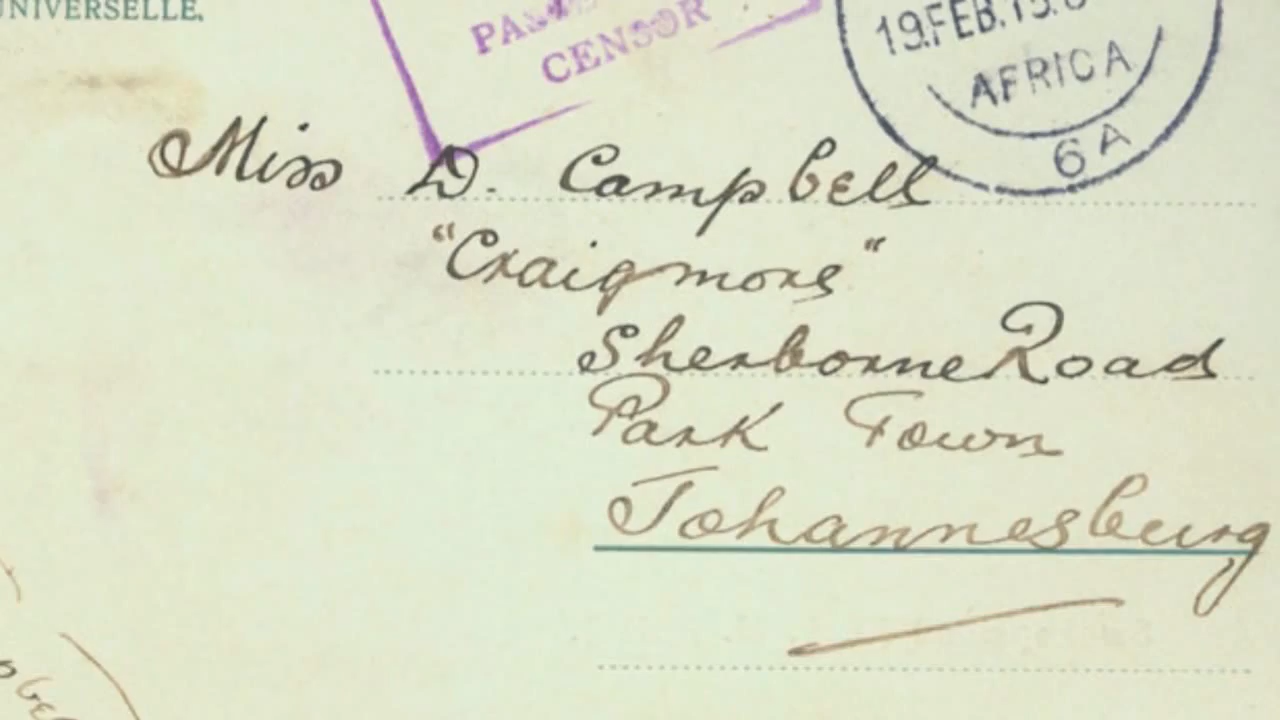 UNIVERSELLE.
CENSOR
19.FEB.15.
AFRICA
6A
Miss D. Campbell
"Craigmore"
Sherborne Road
Park Town
Johannesburg